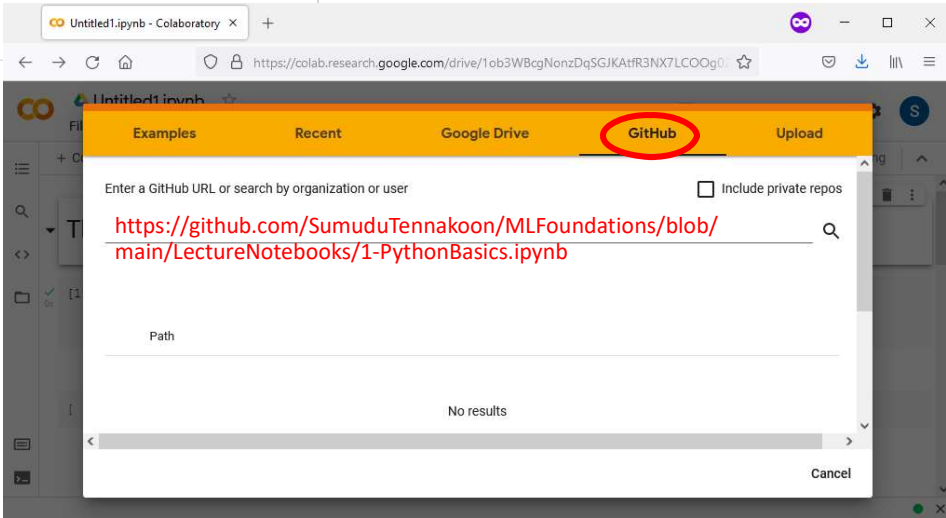 Untitled1.ipynb - Colaboratory
https://colab.research.google.com/drive/1ob3WBcgNonzDqSGJKAtfR3NX7LCOOg0
Untitled1.ipynb
S
Examples Recent Google Drive GitHub Upload
Enter a GitHub URL or search by organization or user
Include private repos
https://github.com/SumuduTennakoon/MLFoundations/blob/
main/LectureNotebooks/1-PythonBasics.ipynb
Path
No results
Cancel